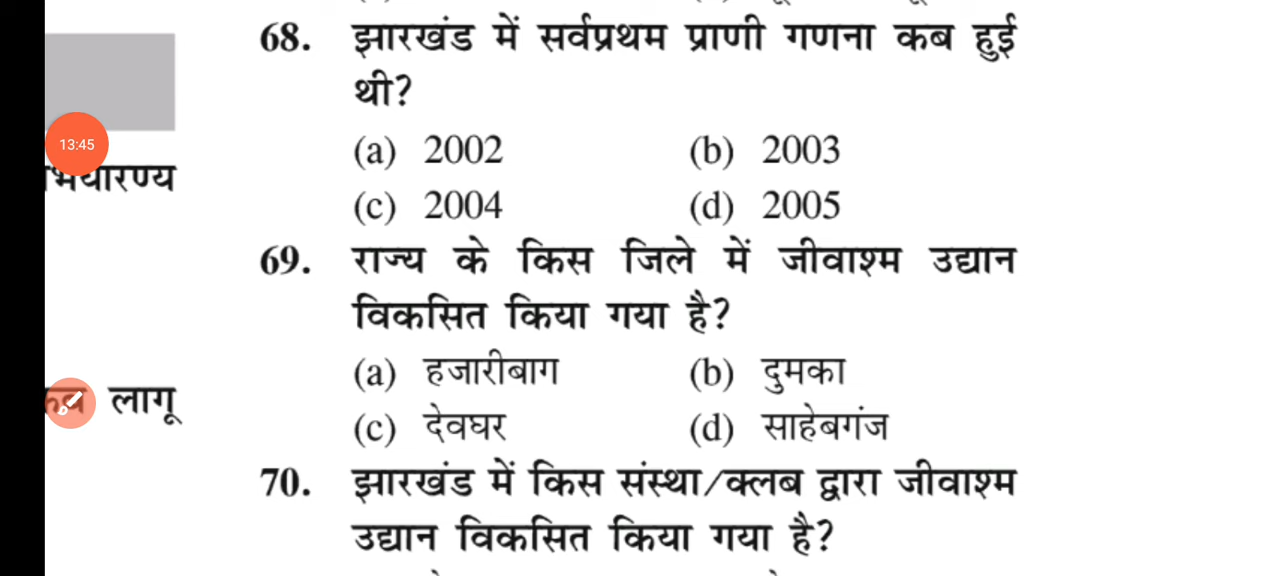 68. झारखंड में सर्वप्रथम प्राणी गणना कब हुई
थी?
(a) 2002 (b) 2003
(c) 2004 (d) 2005
69. राज्य के किस जिले में जीवाश्म उद्यान
विकसित किया गया है?
(a) हजारीबाग (b) दुमका
(c) देवघर (d) साहेबगंज
70. झारखंड में किस संस्था/क्लब द्वारा जीवाश्म
उद्यान विकसित किया गया है?
13:45
लागू